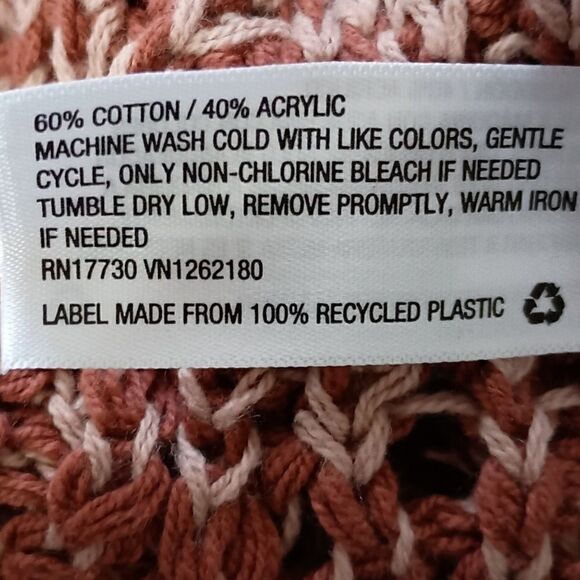 60% COTTON / 40% ACRYLIC
MACHINE WASH COLD WITH LIKE COLORS, GENTLE
CYCLE, ONLY NON-CHLORINE BLEACH IF NEEDED
TUMBLE DRY LOW, REMOVE PROMPTLY, WARM IRON
IF NEEDED
RN17730 VN1262180
LABEL MADE FROM 100% RECYCLED PLASTIC